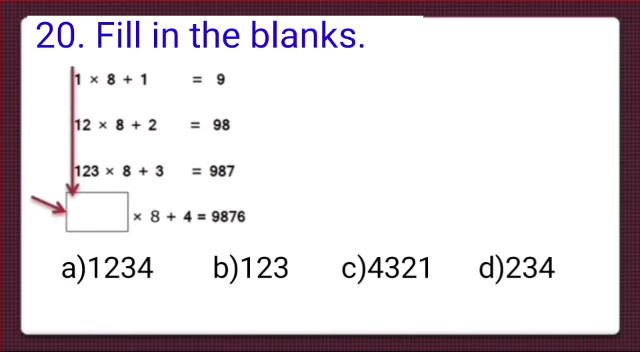 20. Fill in the blanks.
1 × 8 + 1 = 9
12 × 8 + 2 = 98
123 × 8 + 3 = 987
× 8 + 4 = 9876
a)1234 b)123 c)4321 d)234